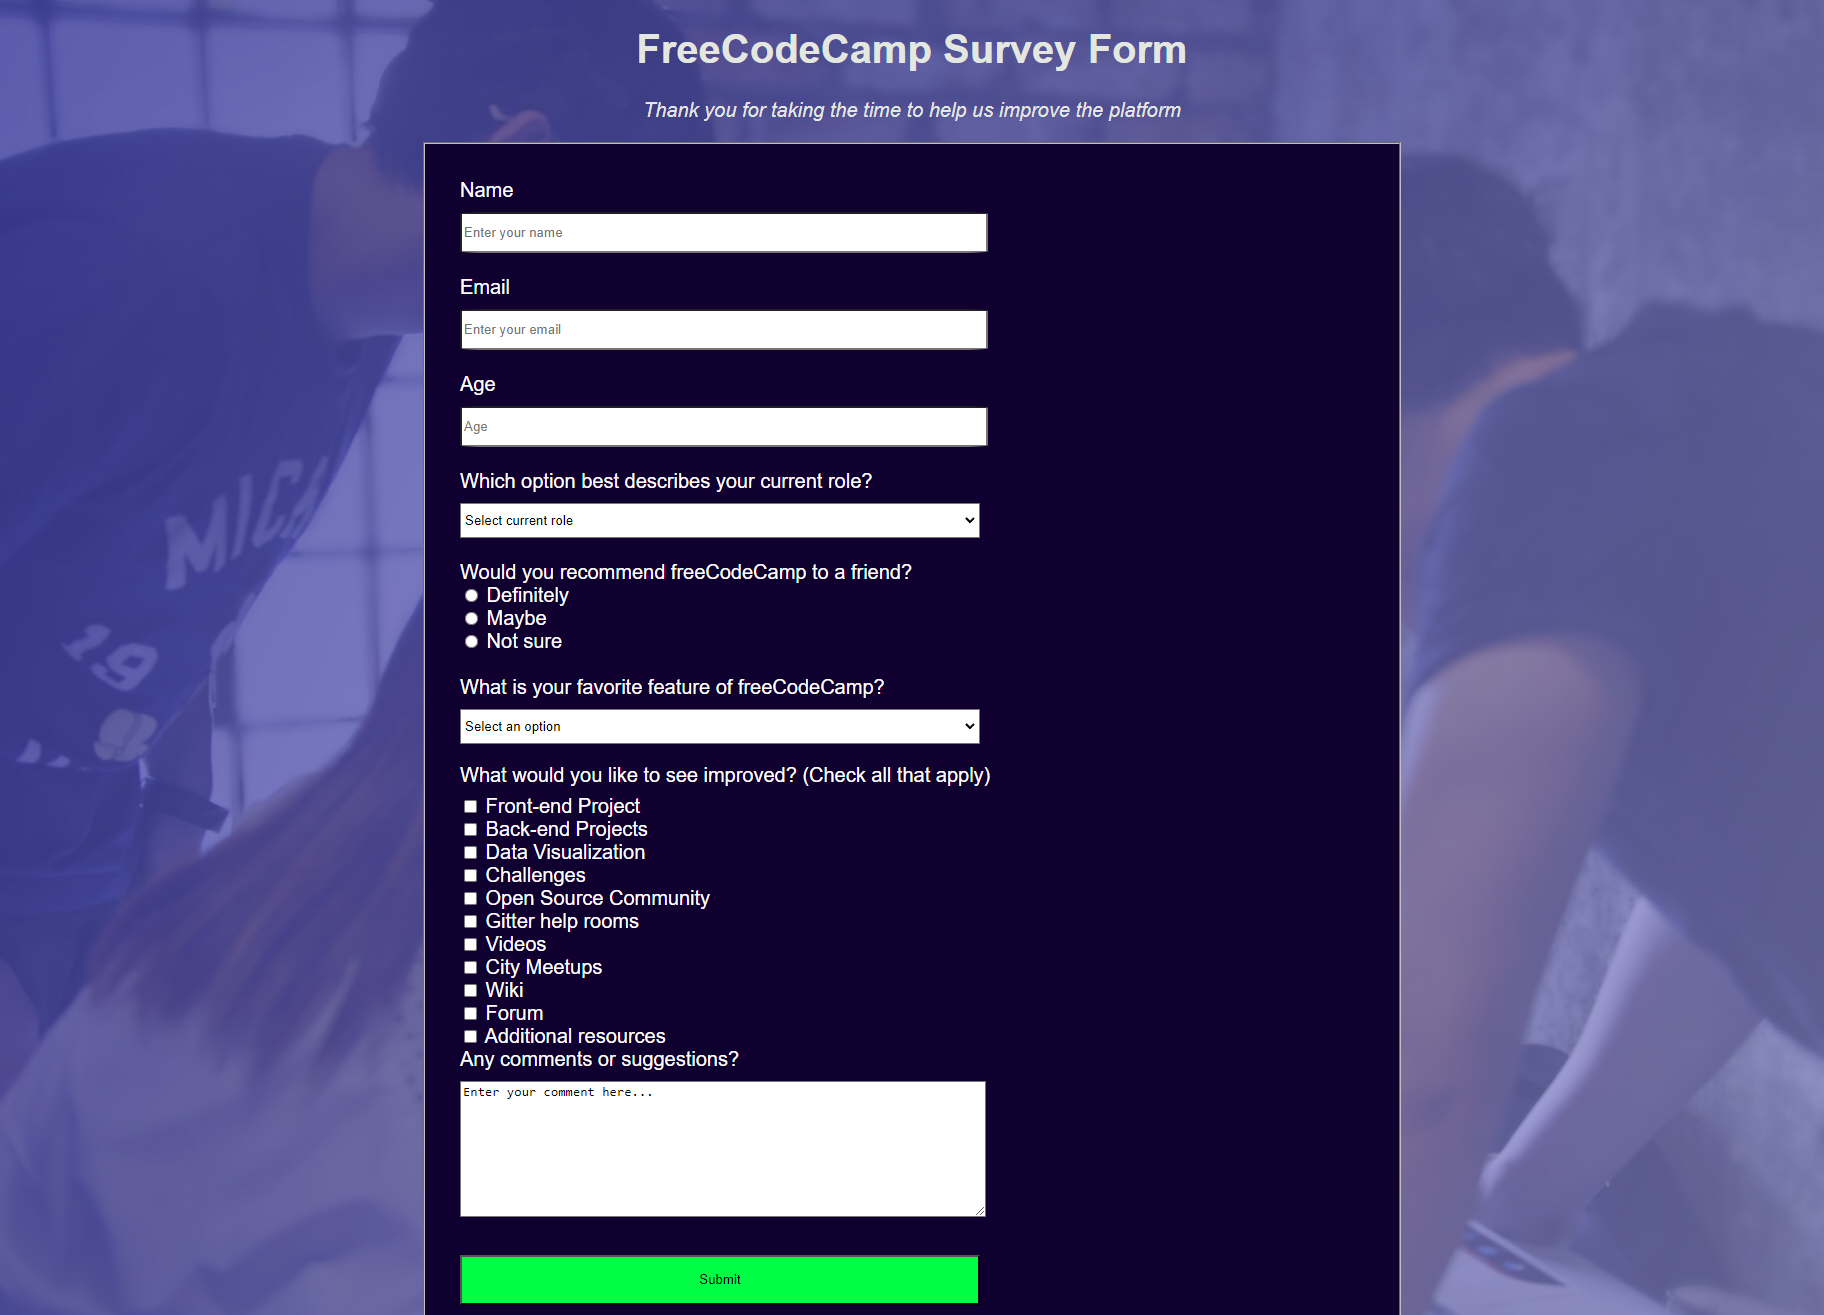 FreeCodeCamp Survey Form
Thank you for taking the time to help us improve the platform
Name
Enter your name
Email
Enter your email
Age
Age
Which option best describes your current role?
Select current role
Would you recommend freeCodeCamp to a friend?
Definitely
Maybe
Not sure
What is your favorite feature of freeCodeCamp?
Select an option
What would you like to see improved? (Check all that apply)
Front-end Project
Back-end Projects
Data Visualization
Challenges
Open Source Community
Gitter help rooms
Videos
City Meetups
Wiki
Forum
Additional resources
Any comments or suggestions?
Enter your comment here...
Submit
MICH
19